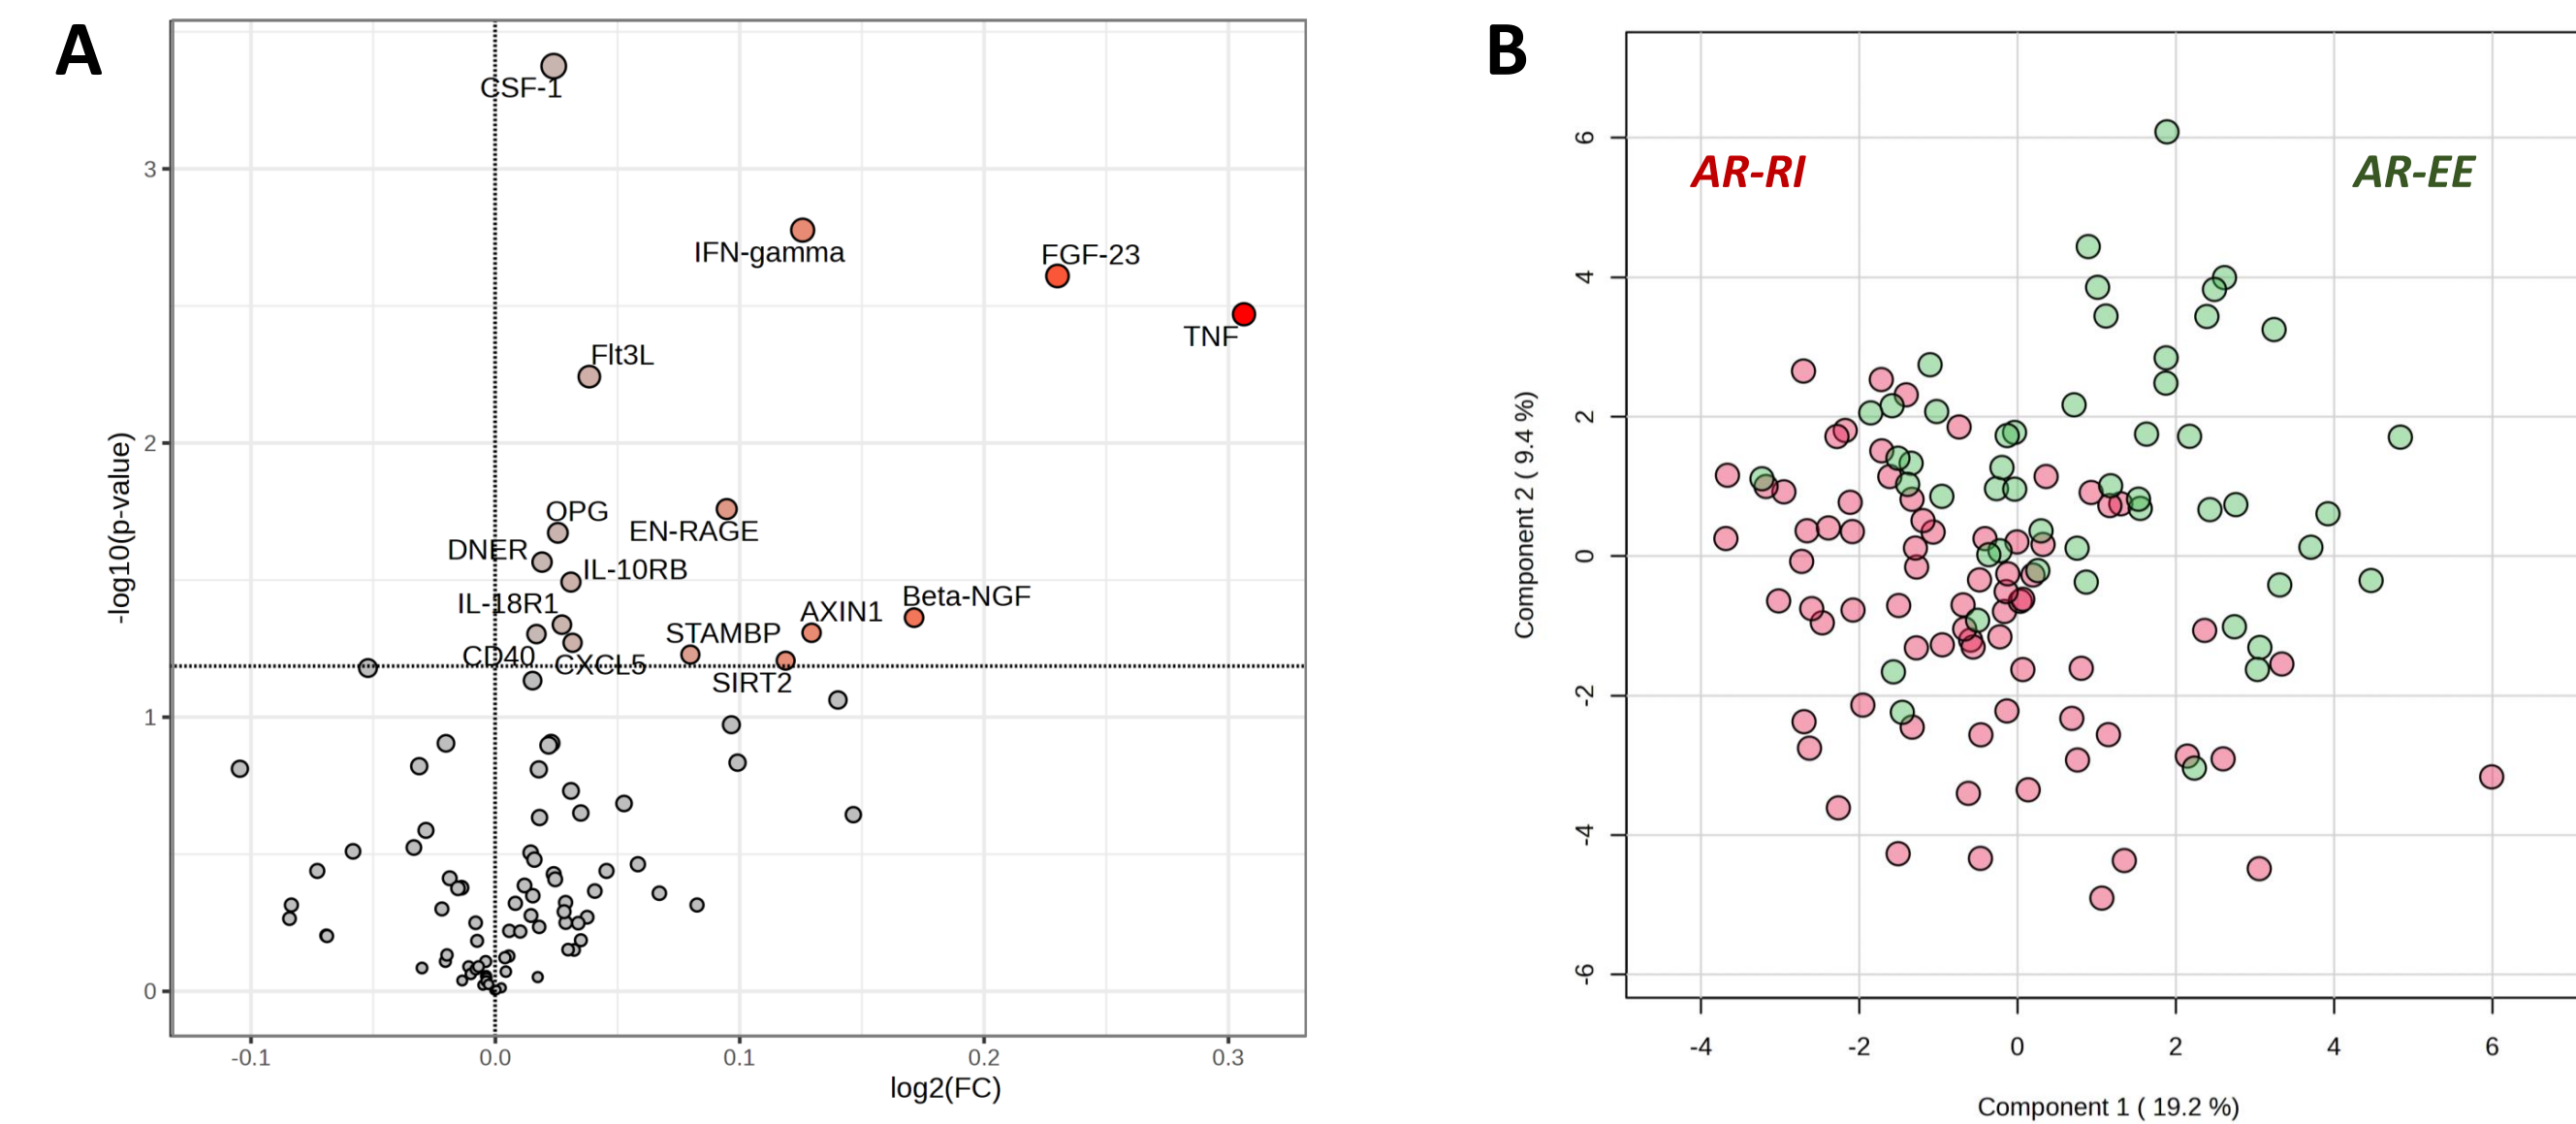 A
CSF-1
3
IFN-gamma
FGF-23
TNF
Flt3L
2
-log10(p-value)
OPG
EN-RAGE
DNER
IL-10RB
IL-18R1
AXIN1
Beta-NGF
STAMBP
CD40
CXCL5
SIRT2
1
0
-0.1
0.0
0.1
0.2
0.3
log2(FC)
B
AR-RI
AR-EE
Component 2 ( 9.4 %)
6
4
2
0
-2
-4
-6
-4
-2
0
2
4
6
Component 1 ( 19.2 %)